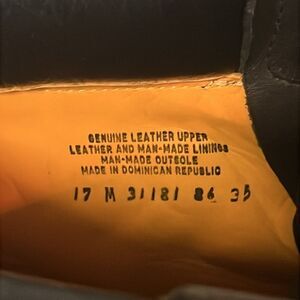 GENUINE LEATHER UPPER
LEATHER AND MAN-MADE LININGS
MAN-MADE OUTSOLE
MADE IN DOMINICAN REPUBLIC
17 M 31181 86 35